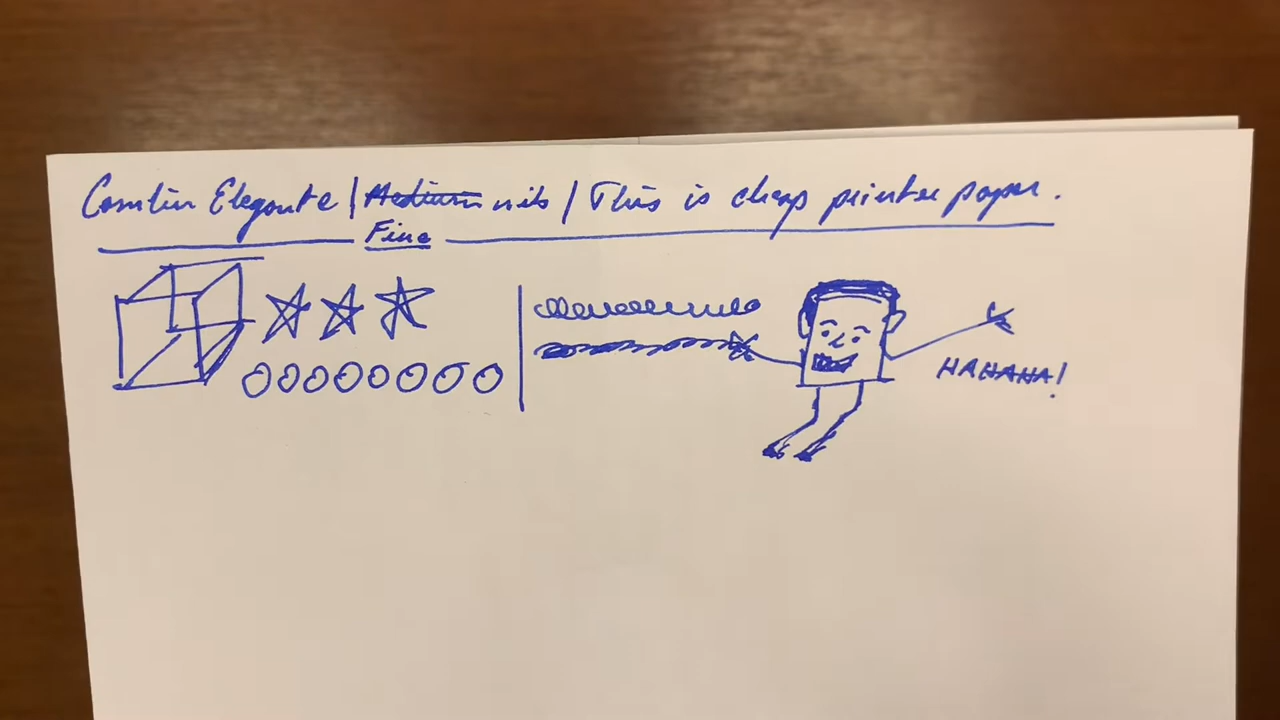 Conklin Elegante / Medium nib / This is cheap printer paper.
Fine
HAHAHA!